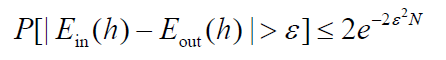 P[| E_in(h) − E_out(h) |> ε] ≤ 2e^{−2ε²N}